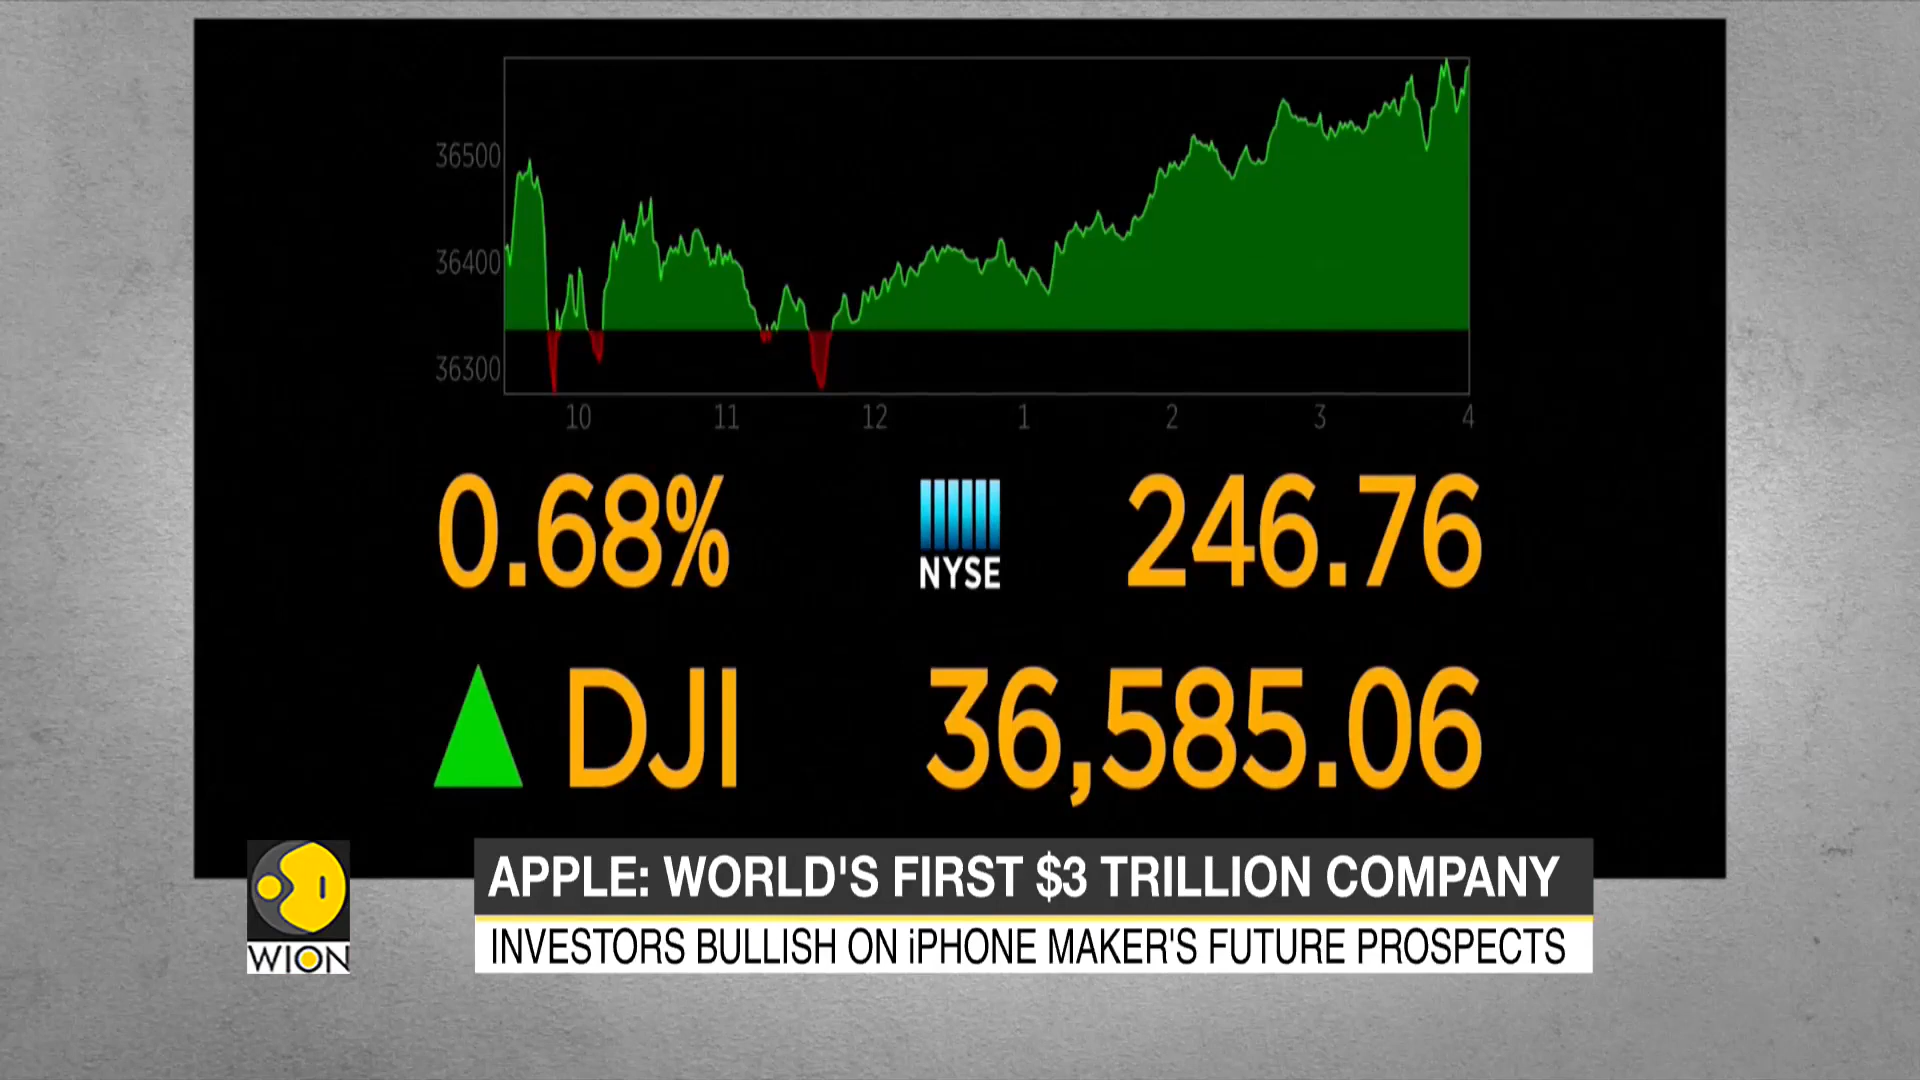 36500
36400
36300
10 11 12 1 2 3 4
0.68% NYSE 246.76
DJI 36,585.06
APPLE: WORLD'S FIRST $3 TRILLION COMPANY
INVESTORS BULLISH ON iPHONE MAKER'S FUTURE PROSPECTS
WION